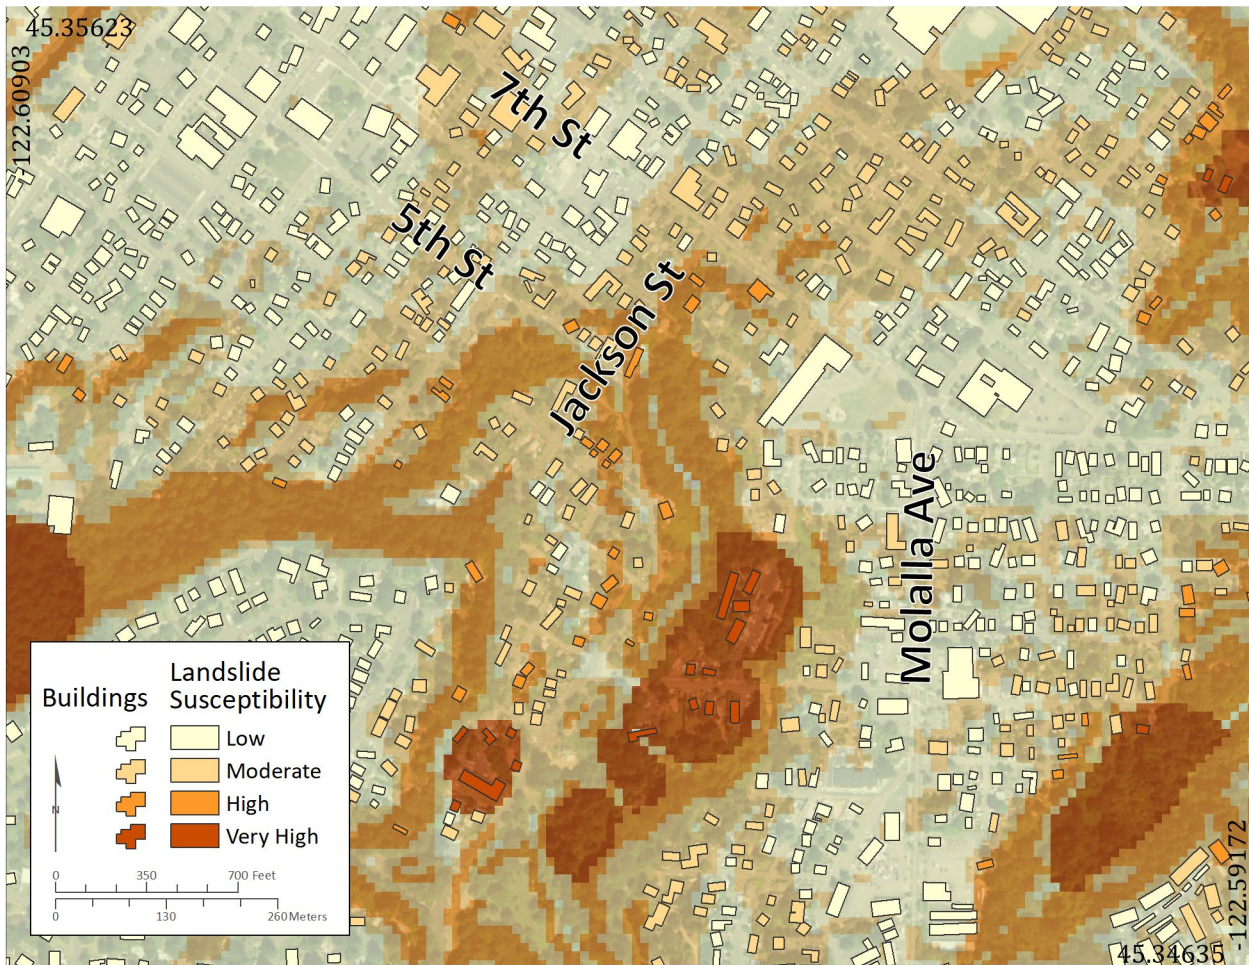 45.35623
-122.60903
7th St
5th St
Jackson St
Molalla Ave
Buildings
Landslide
Susceptibility
Low
Moderate
High
Very High
N
0 350 700 Feet
0 130 260 Meters
-122.59172
45.34635